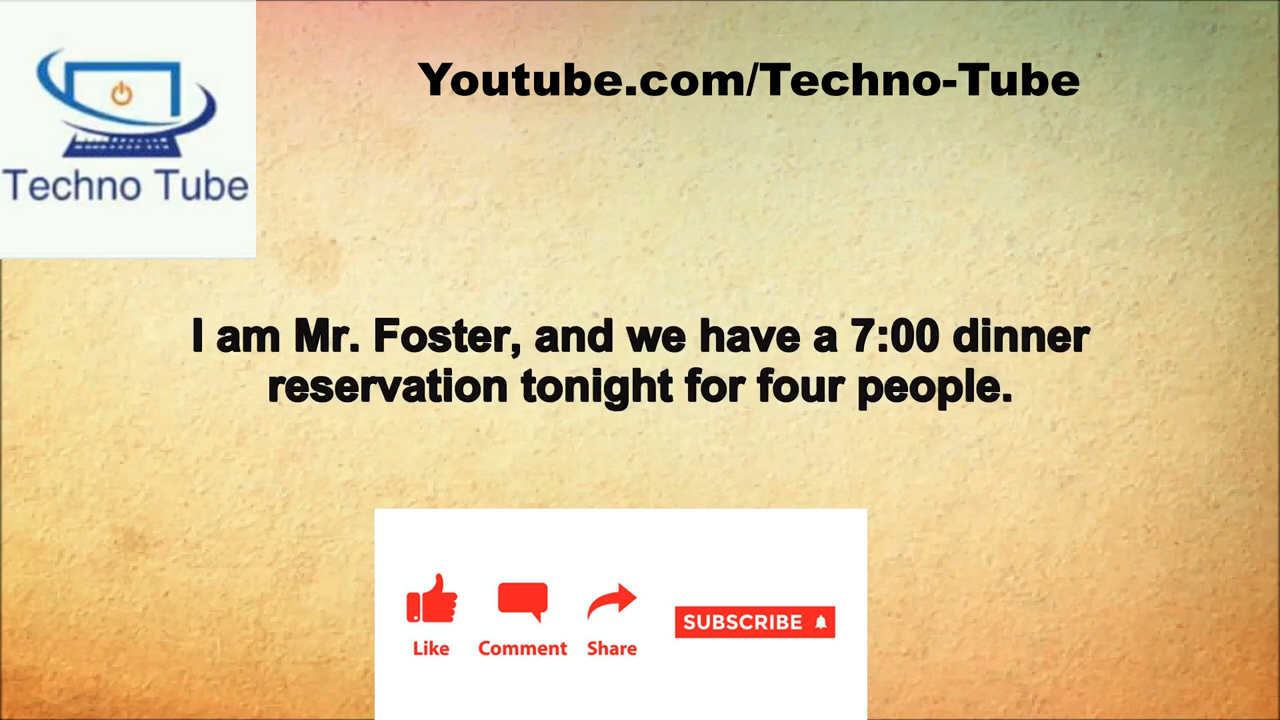 Youtube.com/Techno-Tube
Techno Tube
I am Mr. Foster, and we have a 7:00 dinner
reservation tonight for four people.
Like Comment Share
SUBSCRIBE